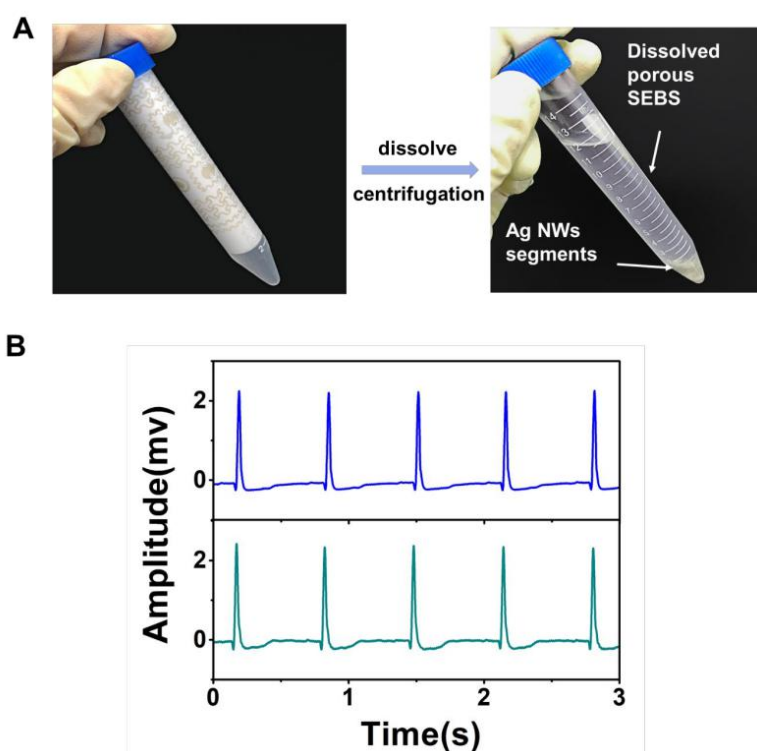 A
dissolve
centrifugation
Dissolved
porous
SEBS
Ag NWs
segments
B
Amplitude(mv)
2
0
2
0
0
1
2
3
Time(s)